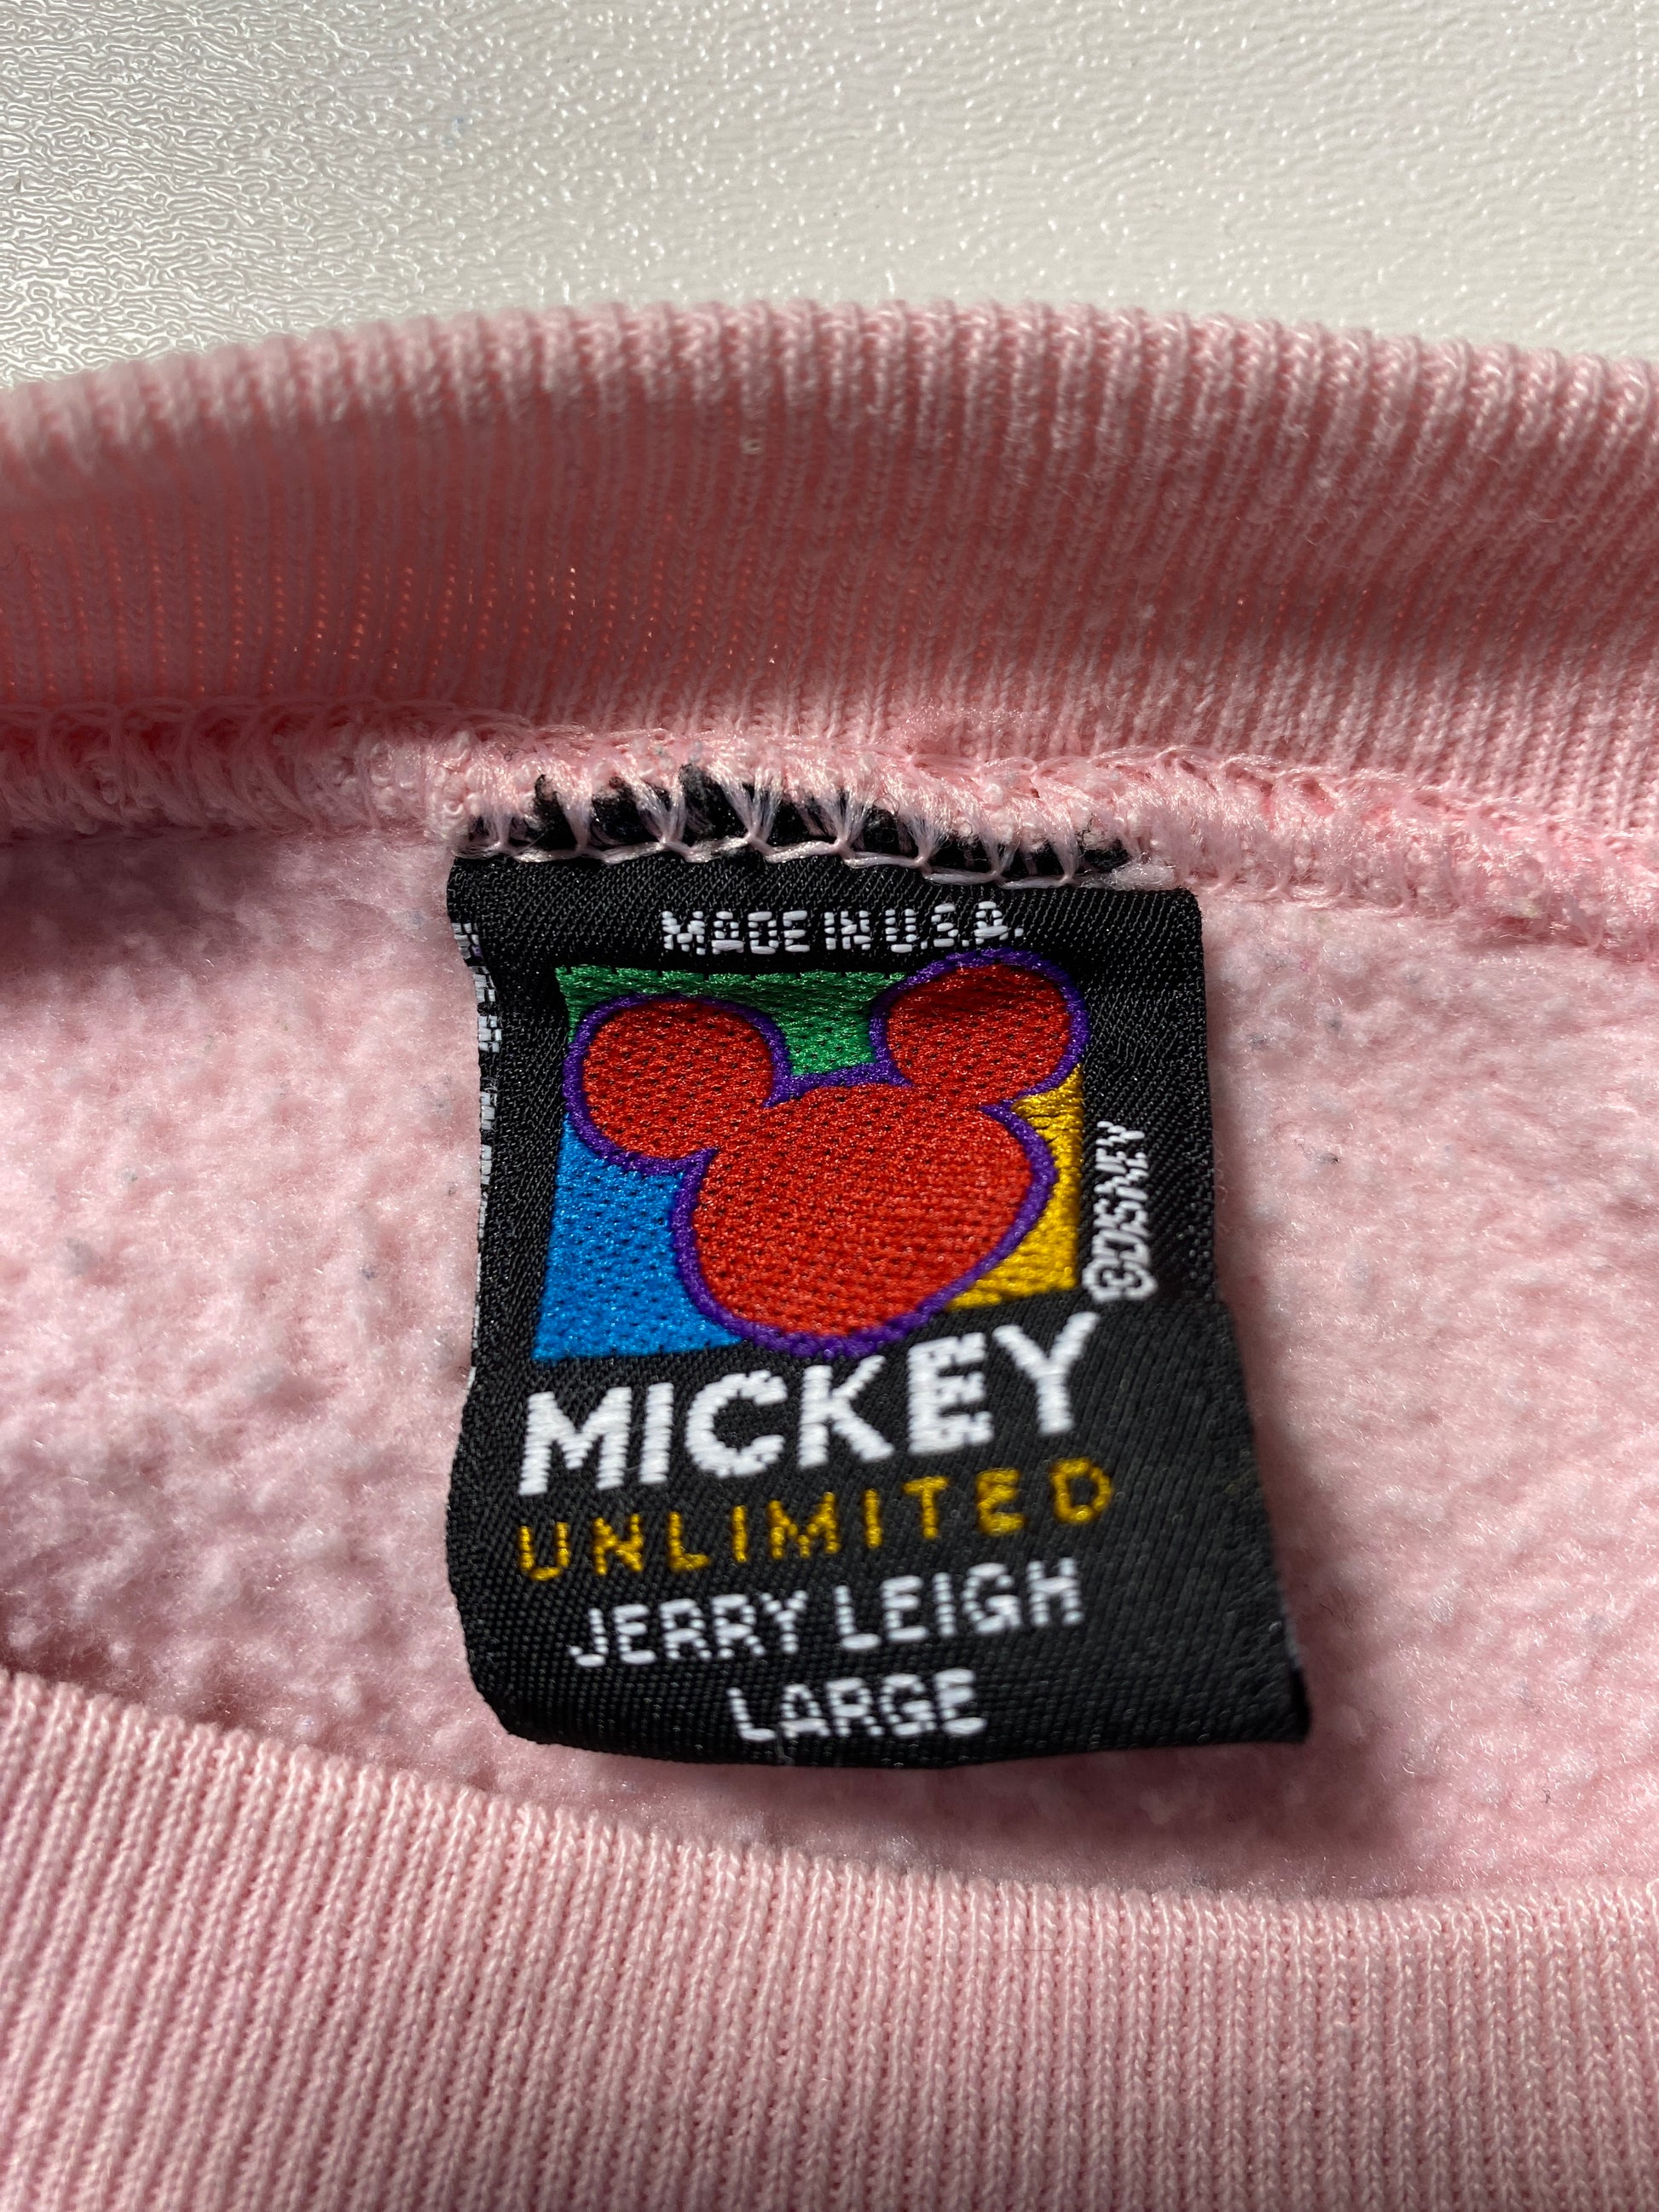 MADE IN U.S.A.
©DISNEY
MICKEY
UNLIMITED
JERRY LEIGH
LARGE